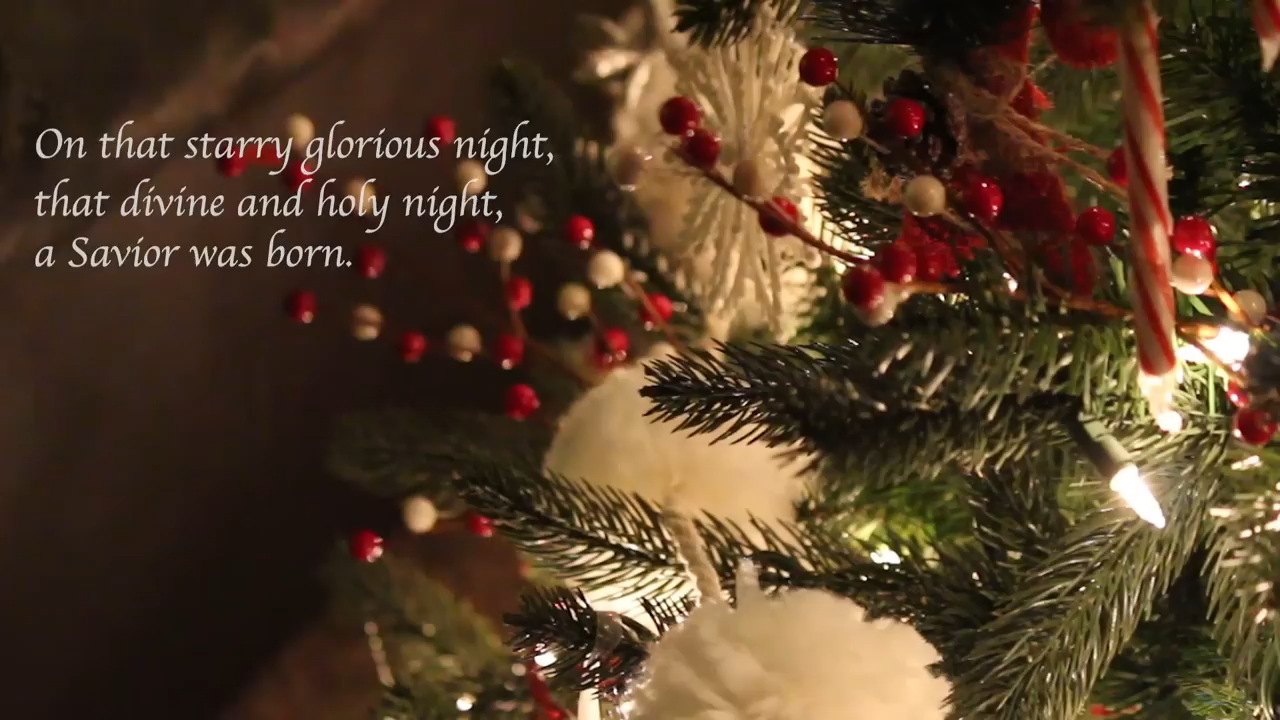 On that starry glorious night,
that divine and holy night,
a Savior was born.